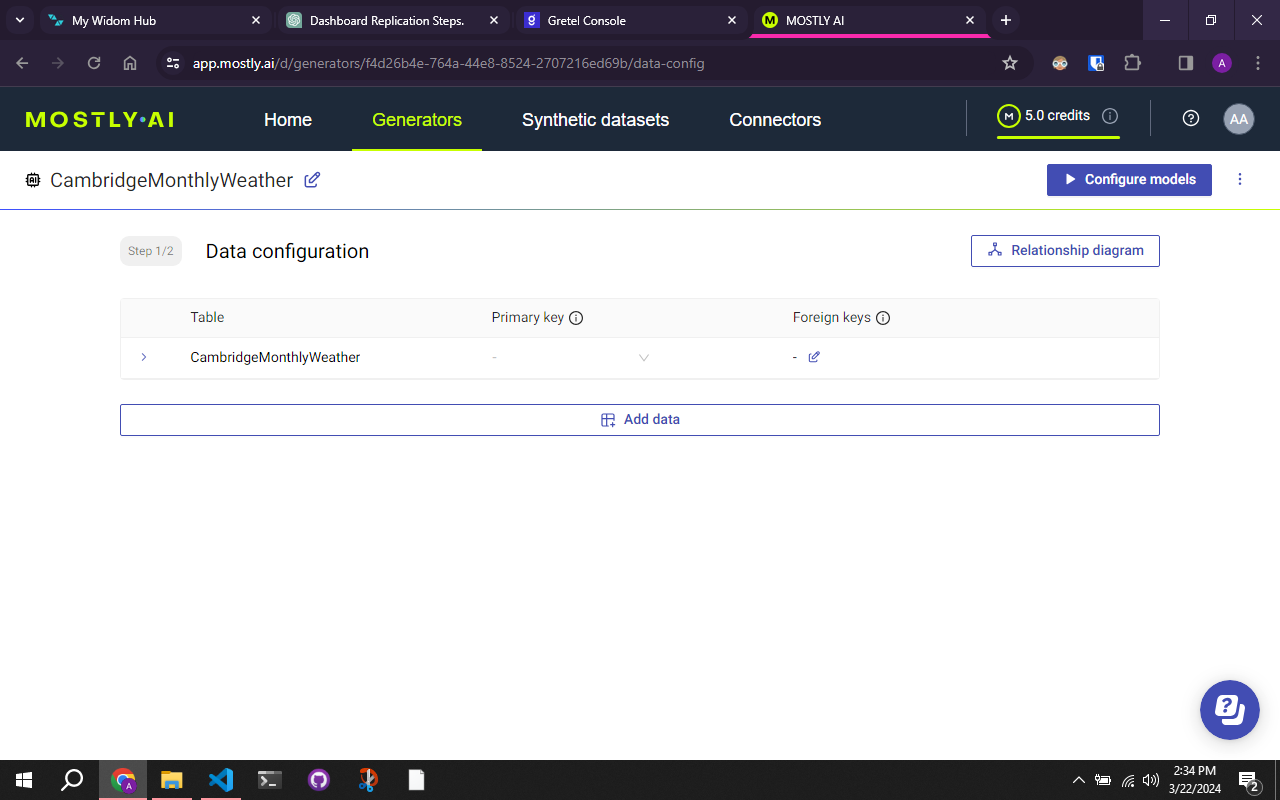 My Widom Hub
Dashboard Replication Steps.
Gretel Console
MOSTLY AI
app.mostly.ai/d/generators/f4d26b4e-764a-44e8-8524-2707216ed69b/data-config
A
MOSTLY·AI
Home
Generators
Synthetic datasets
Connectors
M
5.0 credits
AA
CambridgeMonthlyWeather
Configure models
Step 1/2
Data configuration
Relationship diagram
Table
Primary key
Foreign keys
CambridgeMonthlyWeather
-
-
Add data
A
2:34 PM
3/22/2024
2